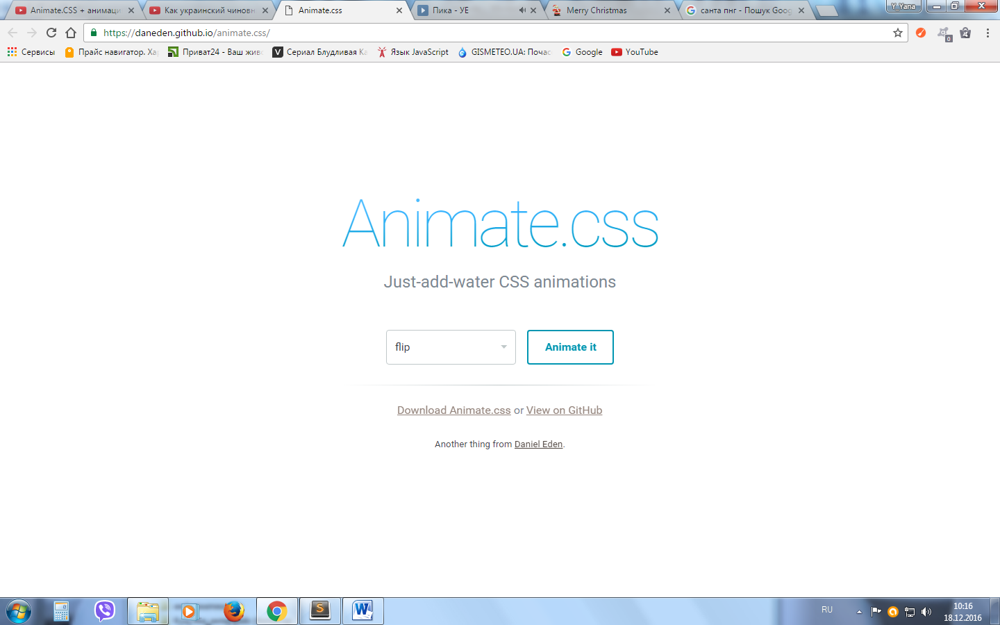 Animate.CSS + анимаци
Как украинский чиновн
Animate.css
Пика - УЕ
Merry Christmas
санта пнг - Пошук Goog
Y_Yana
https://daneden.github.io/animate.css/
0
Сервисы
Прайс навигатор. Ха
Приват24 - Ваш жив
V
Сериал Блудливая Ка
Язык JavaScript
GISMETEO.UA: Почас
Google
YouTube
Animate.css
Just-add-water CSS animations
flip
Animate it
Download Animate.css or View on GitHub
Another thing from Daniel Eden.
S
W
RU
10:16
18.12.2016